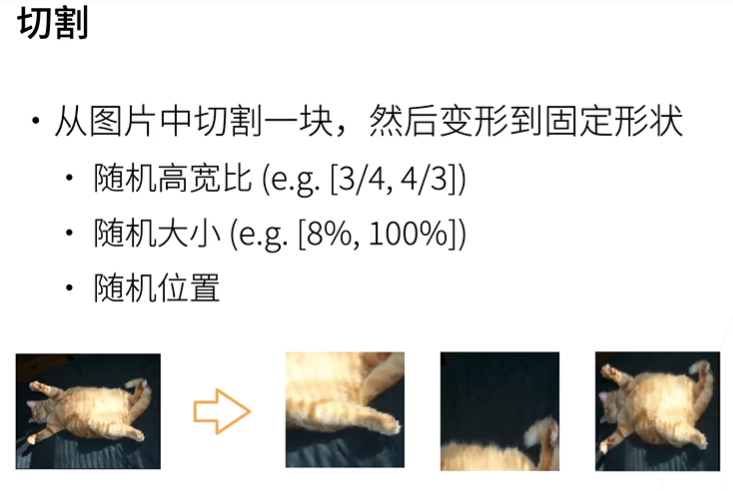 切割
• 从图片中切割一块，然后变形到固定形状
• 随机高宽比 (e.g. [3/4, 4/3])
• 随机大小 (e.g. [8%, 100%])
• 随机位置